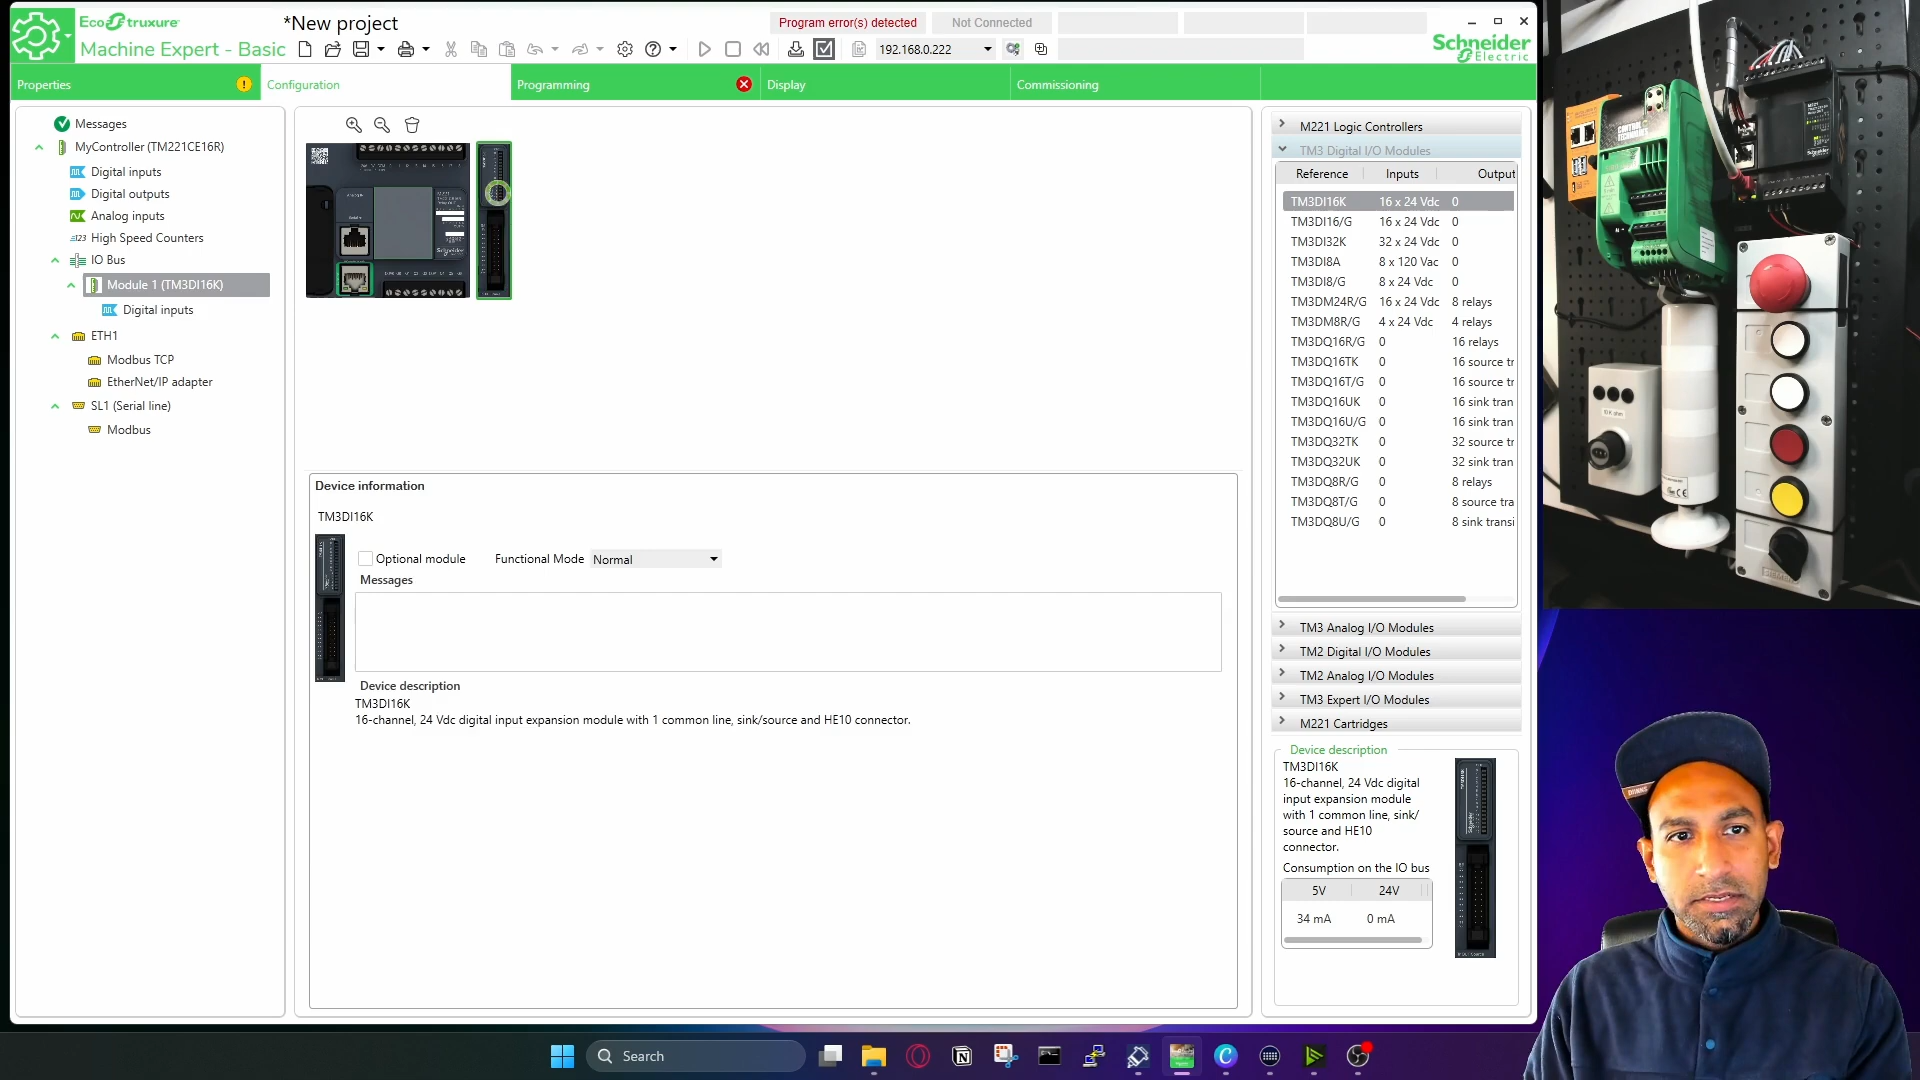 EcoStruxure
Machine Expert - Basic
*New project
Program error(s) detected
Not Connected
192.168.0.222
Schneider
Electric
Properties
Configuration
Programming
Display
Commissioning
Messages
MyController (TM221CE16R)
Digital inputs
Digital outputs
Analog inputs
High Speed Counters
IO Bus
Module 1 (TM3DI16K)
Digital inputs
ETH1
Modbus TCP
EtherNet/IP adapter
SL1 (Serial line)
Modbus
Device information
TM3DI16K
Optional module
Functional Mode
Normal
Messages
Device description
TM3DI16K
16-channel, 24 Vdc digital input expansion module with 1 common line, sink/source and HE10 connector.
M221 Logic Controllers
TM3 Digital I/O Modules
Reference Inputs Output
TM3DI16K 16 x 24 Vdc 0
TM3DI16/G 16 x 24 Vdc 0
TM3DI32K 32 x 24 Vdc 0
TM3DI8A 8 x 120 Vac 0
TM3DI8/G 8 x 24 Vdc 0
TM3DM24R/G 16 x 24 Vdc 8 relays
TM3DM8R/G 4 x 24 Vdc 4 relays
TM3DQ16R/G 0 16 relays
TM3DQ16TK 0 16 source tr
TM3DQ16T/G 0 16 source tr
TM3DQ16UK 0 16 sink tran
TM3DQ16U/G 0 16 sink tran
TM3DQ32TK 0 32 source tr
TM3DQ32UK 0 32 sink tran
TM3DQ8R/G 0 8 relays
TM3DQ8T/G 0 8 source tra
TM3DQ8U/G 0 8 sink transi
TM3 Analog I/O Modules
TM2 Digital I/O Modules
TM2 Analog I/O Modules
TM3 Expert I/O Modules
M221 Cartridges
Device description
TM3DI16K
16-channel, 24 Vdc digital
input expansion module
with 1 common line, sink/
source and HE10
connector.
Consumption on the IO bus
5V 24V
34 mA 0 mA
Search